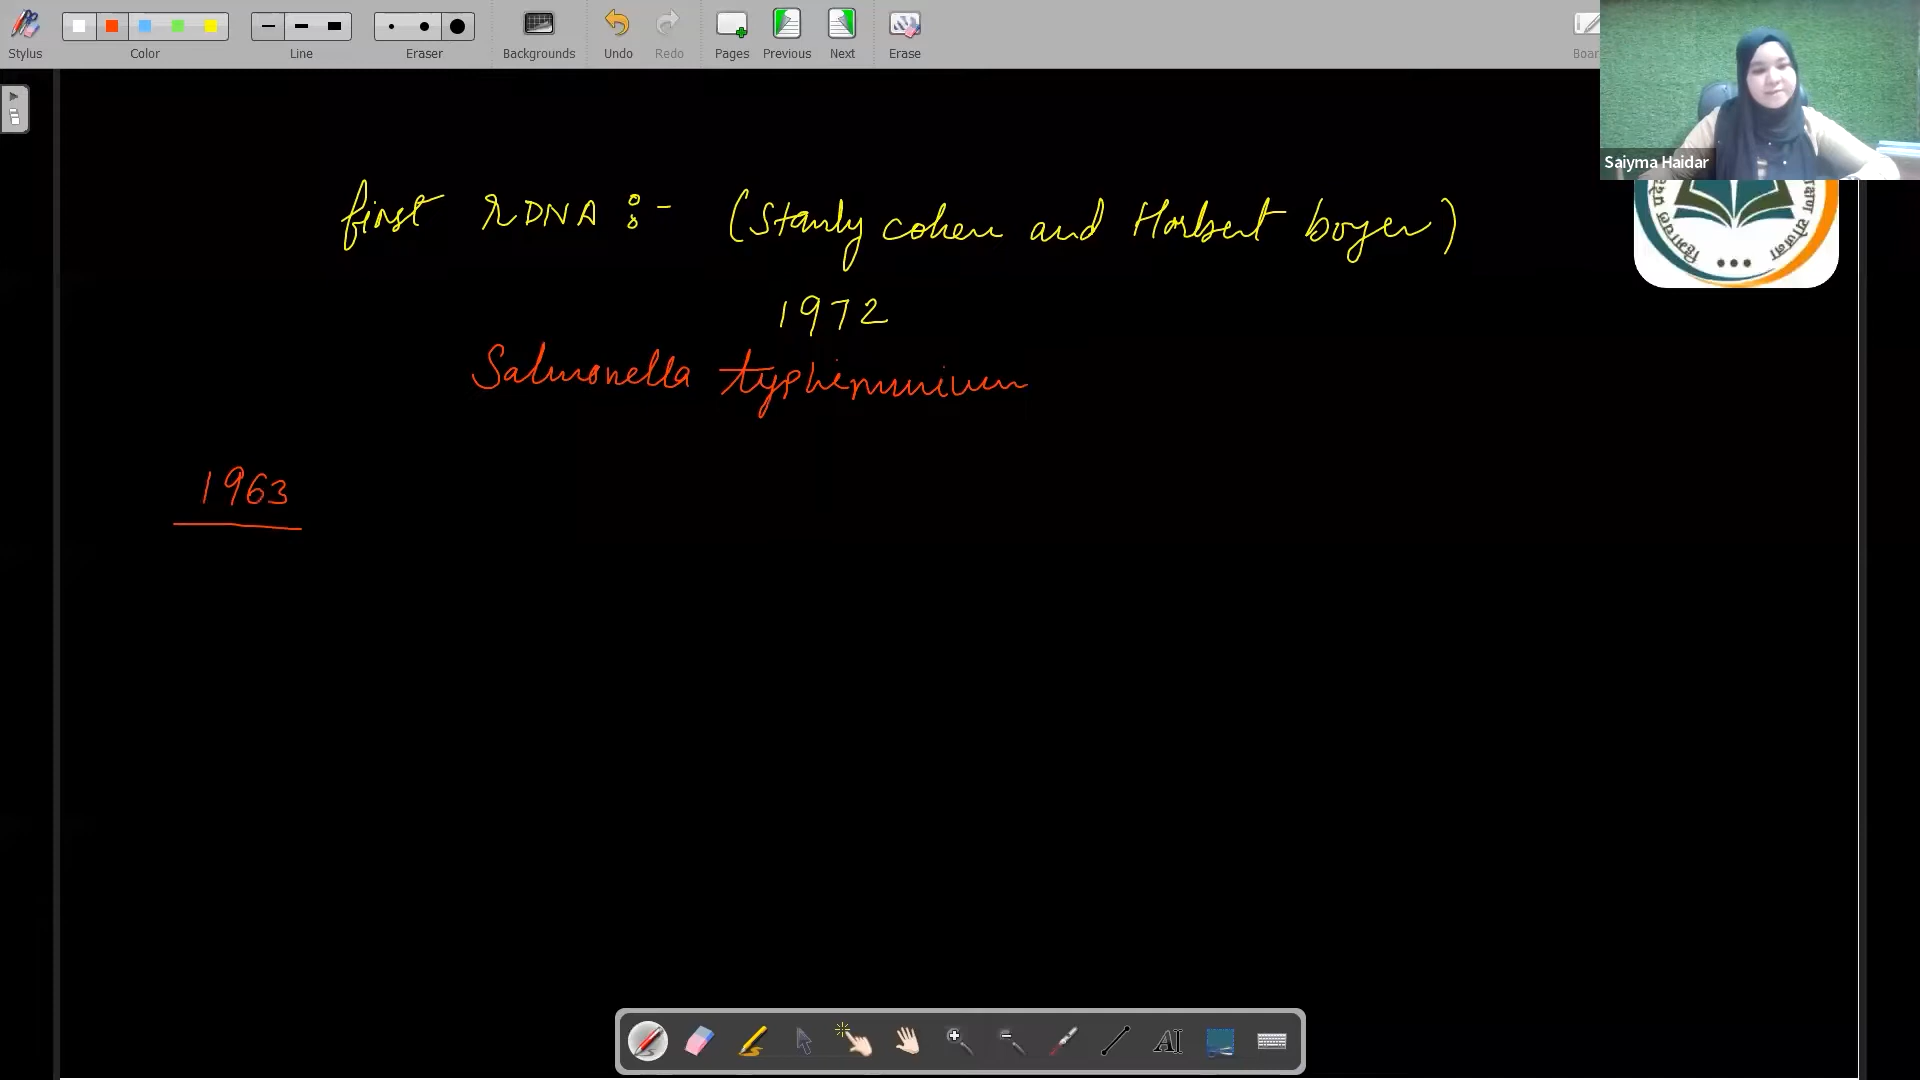 Stylus Color Line Eraser Backgrounds Undo Redo Pages Previous Next Erase Boar
Saiyma Haidar
first rDNA :- (Stanly cohen and Harbert boyer)
1972
Salmonella typhimurium
1963